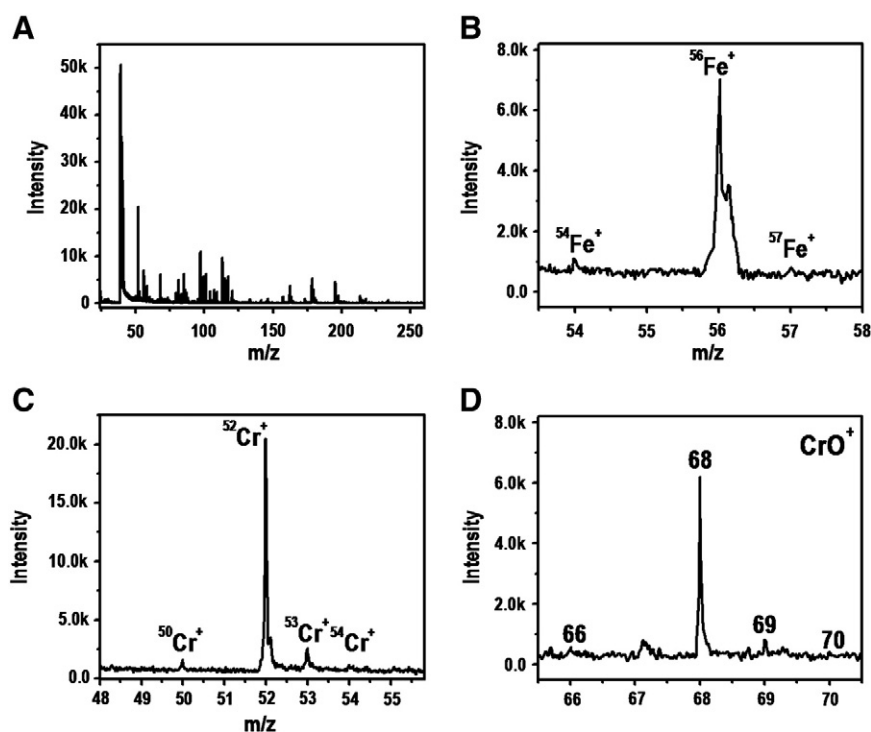 A
50k
40k
30k
20k
10k
0
Intensity
50 100 150 200 250
m/z
B
8.0k
6.0k
4.0k
2.0k
0.0
Intensity
⁵⁶Fe⁺
⁵⁴Fe⁺
⁵⁷Fe⁺
54 55 56 57 58
m/z
C
20.0k
15.0k
10.0k
5.0k
0.0
Intensity
⁵²Cr⁺
⁵⁰Cr⁺
⁵³Cr⁺ ⁵⁴Cr⁺
48 49 50 51 52 53 54 55
m/z
D
8.0k
6.0k
4.0k
2.0k
0.0
Intensity
CrO⁺
68
66
69
70
66 67 68 69 70
m/z